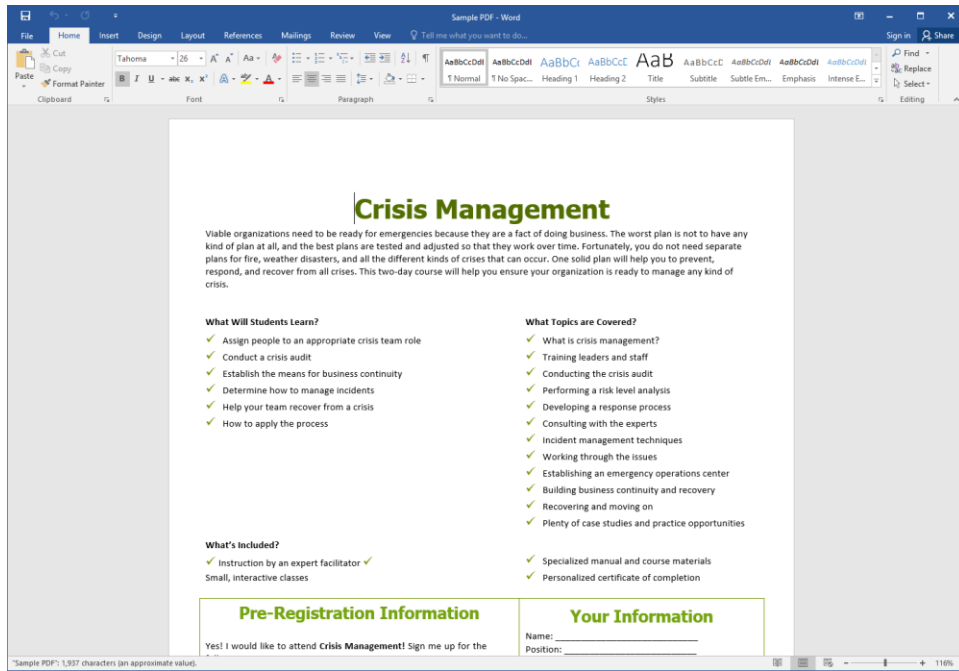 Sample PDF - Word
File Home Insert Design Layout References Mailings Review View Tell me what you want to do... Sign in Share
Paste
Cut
Copy
Format Painter
Clipboard
Tahoma 26 A A Aa
B I U abc x₂ x² A A
Font
Paragraph
AaBbCcDdI AaBbCcDdI AaBbCc AaBbCcC AaB AaBbCcC AaBbCcDdI AaBbCcDdI AaBbCcDdI
¶ Normal ¶ No Spac... Heading 1 Heading 2 Title Subtitle Subtle Em... Emphasis Intense E...
Styles
Find
Replace
Select
Editing
Crisis Management
Viable organizations need to be ready for emergencies because they are a fact of doing business. The worst plan is not to have any
kind of plan at all, and the best plans are tested and adjusted so that they work over time. Fortunately, you do not need separate
plans for fire, weather disasters, and all the different kinds of crises that can occur. One solid plan will help you to prevent,
respond, and recover from all crises. This two-day course will help you ensure your organization is ready to manage any kind of
crisis.
What Will Students Learn?
✓ Assign people to an appropriate crisis team role
✓ Conduct a crisis audit
✓ Establish the means for business continuity
✓ Determine how to manage incidents
✓ Help your team recover from a crisis
✓ How to apply the process
What Topics are Covered?
✓ What is crisis management?
✓ Training leaders and staff
✓ Conducting the crisis audit
✓ Performing a risk level analysis
✓ Developing a response process
✓ Consulting with the experts
✓ Incident management techniques
✓ Working through the issues
✓ Establishing an emergency operations center
✓ Building business continuity and recovery
✓ Recovering and moving on
✓ Plenty of case studies and practice opportunities
What's Included?
✓ Instruction by an expert facilitator ✓
Small, interactive classes
✓ Specialized manual and course materials
✓ Personalized certificate of completion
Pre-Registration Information
Yes! I would like to attend Crisis Management! Sign me up for the
Your Information
Name: ____________________________
Position: __________________________
"Sample PDF": 1,937 characters (an approximate value).
116%